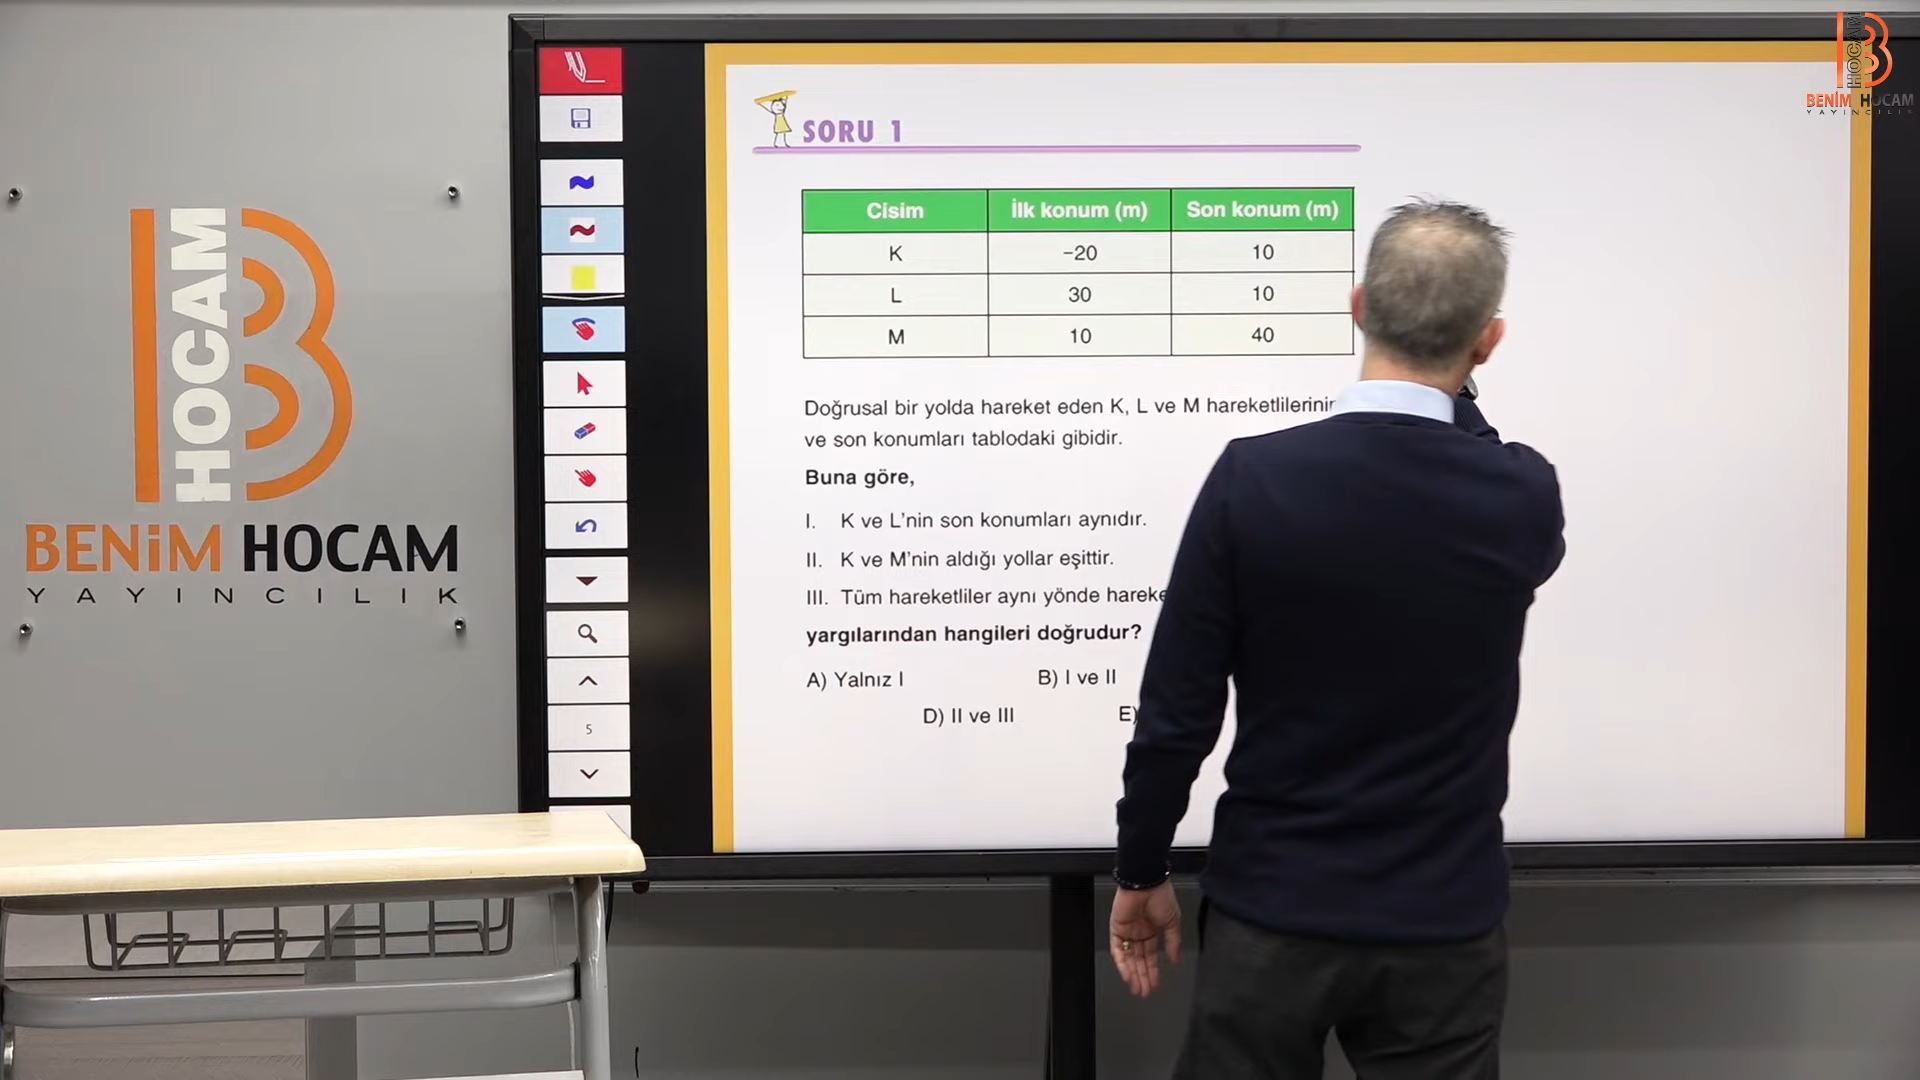 HOCAM
BENİM HOCAM
YAYINCILIK
SORU 1
Cisim İlk konum (m) Son konum (m)
K −20 10
L 30 10
M 10 40
Doğrusal bir yolda hareket eden K, L ve M
ve son konumları tablodaki gibidir.
Buna göre,
I. K ve L’nin son konumları aynıdır.
II. K ve M’nin aldığı yollar eşittir.
III. Tüm hareketliler aynı yönde
yargılarından hangileri doğrudur?
A) Yalnız I B) I ve II
D) II ve III E)
5
HOCAM
BENİM HOCAM
YAYINCILIK